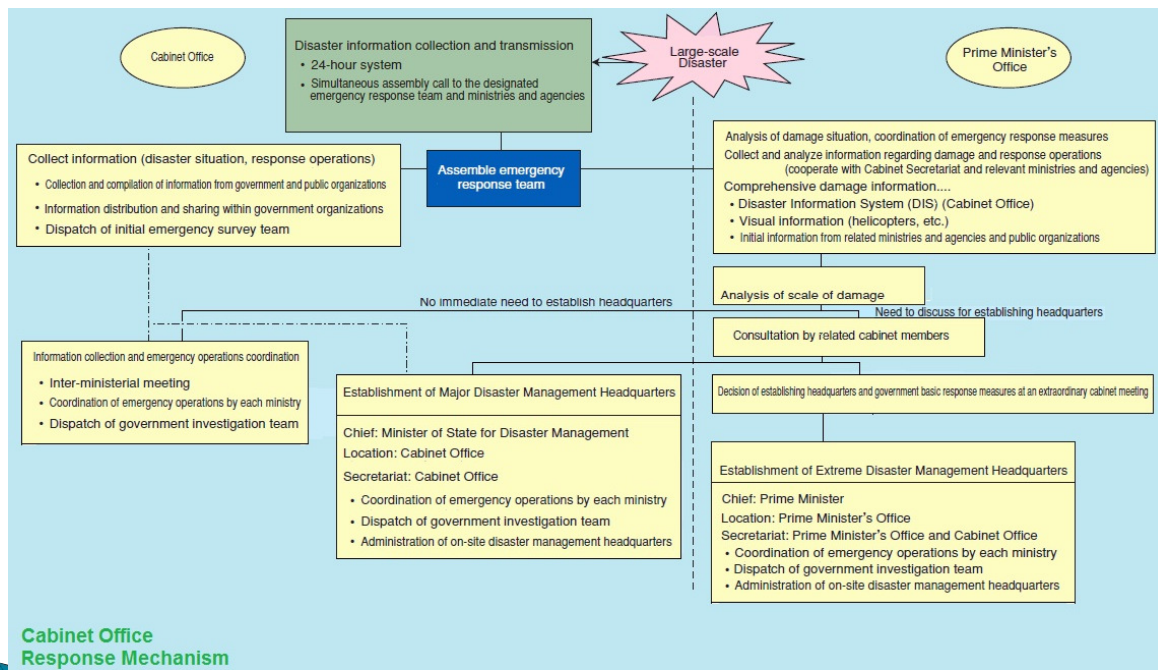 Cabinet Office
Disaster information collection and transmission
• 24-hour system
• Simultaneous assembly call to the designated
emergency response team and ministries and agencies
Large-scale
Disaster
Prime Minister's
Office
Collect information (disaster situation, response operations)
• Collection and compilation of information from government and public organizations
• Information distribution and sharing within government organizations
• Dispatch of initial emergency survey team
Assemble emergency
response team
Analysis of damage situation, coordination of emergency response measures
Collect and analyze information regarding damage and response operations
(cooperate with Cabinet Secretariat and relevant ministries and agencies)
Comprehensive damage information....
• Disaster Information System (DIS) (Cabinet Office)
• Visual information (helicopters, etc.)
• Initial information from related ministries and agencies and public organizations
Analysis of scale of damage
No immediate need to establish headquarters
Need to discuss for establishing headquarters
Consultation by related cabinet members
Information collection and emergency operations coordination
• Inter-ministerial meeting
• Coordination of emergency operations by each ministry
• Dispatch of government investigation team
Establishment of Major Disaster Management Headquarters
Chief: Minister of State for Disaster Management
Location: Cabinet Office
Secretariat: Cabinet Office
• Coordination of emergency operations by each ministry
• Dispatch of government investigation team
• Administration of on-site disaster management headquarters
Decision of establishing headquarters and government basic response measures at an extraordinary cabinet meeting
Establishment of Extreme Disaster Management Headquarters
Chief: Prime Minister
Location: Prime Minister's Office
Secretariat: Prime Minister's Office and Cabinet Office
• Coordination of emergency operations by each ministry
• Dispatch of government investigation team
• Administration of on-site disaster management headquarters
Cabinet Office
Response Mechanism